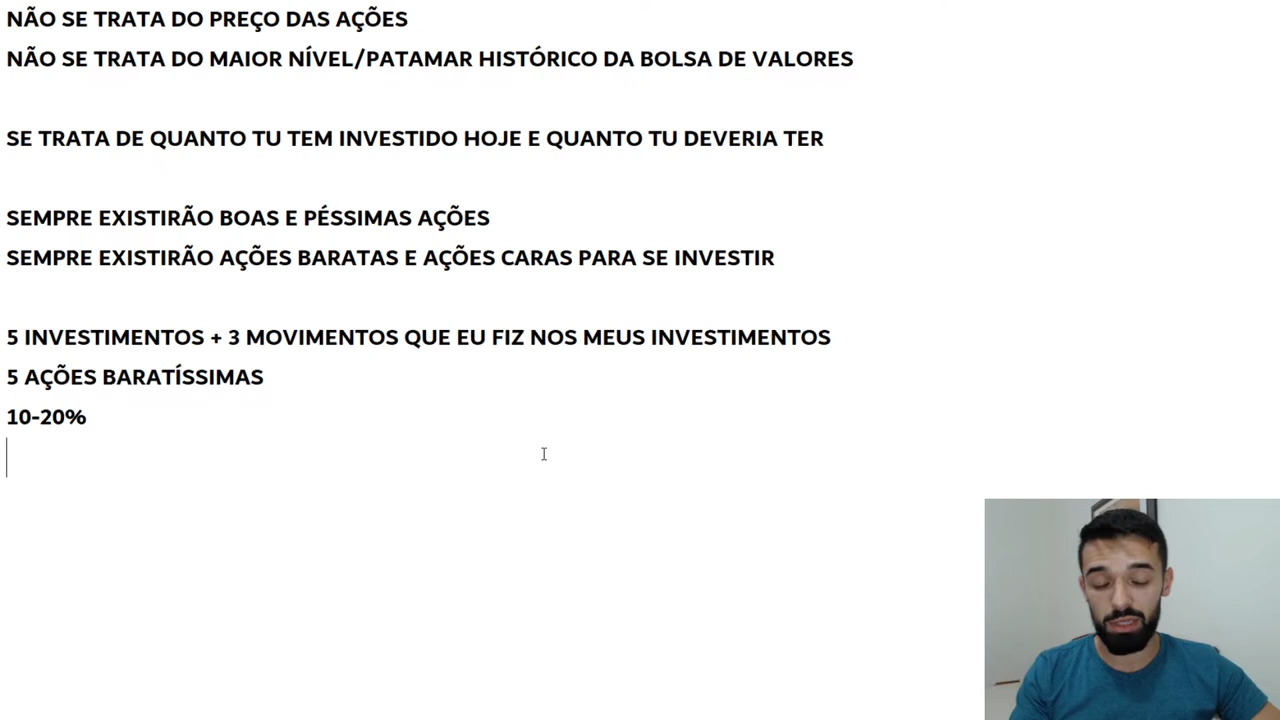 NÃO SE TRATA DO PREÇO DAS AÇÕES
NÃO SE TRATA DO MAIOR NÍVEL/PATAMAR HISTÓRICO DA BOLSA DE VALORES
SE TRATA DE QUANTO TU TEM INVESTIDO HOJE E QUANTO TU DEVERIA TER
SEMPRE EXISTIRÃO BOAS E PÉSSIMAS AÇÕES
SEMPRE EXISTIRÃO AÇÕES BARATAS E AÇÕES CARAS PARA SE INVESTIR
5 INVESTIMENTOS + 3 MOVIMENTOS QUE EU FIZ NOS MEUS INVESTIMENTOS
5 AÇÕES BARATÍSSIMAS
10-20%